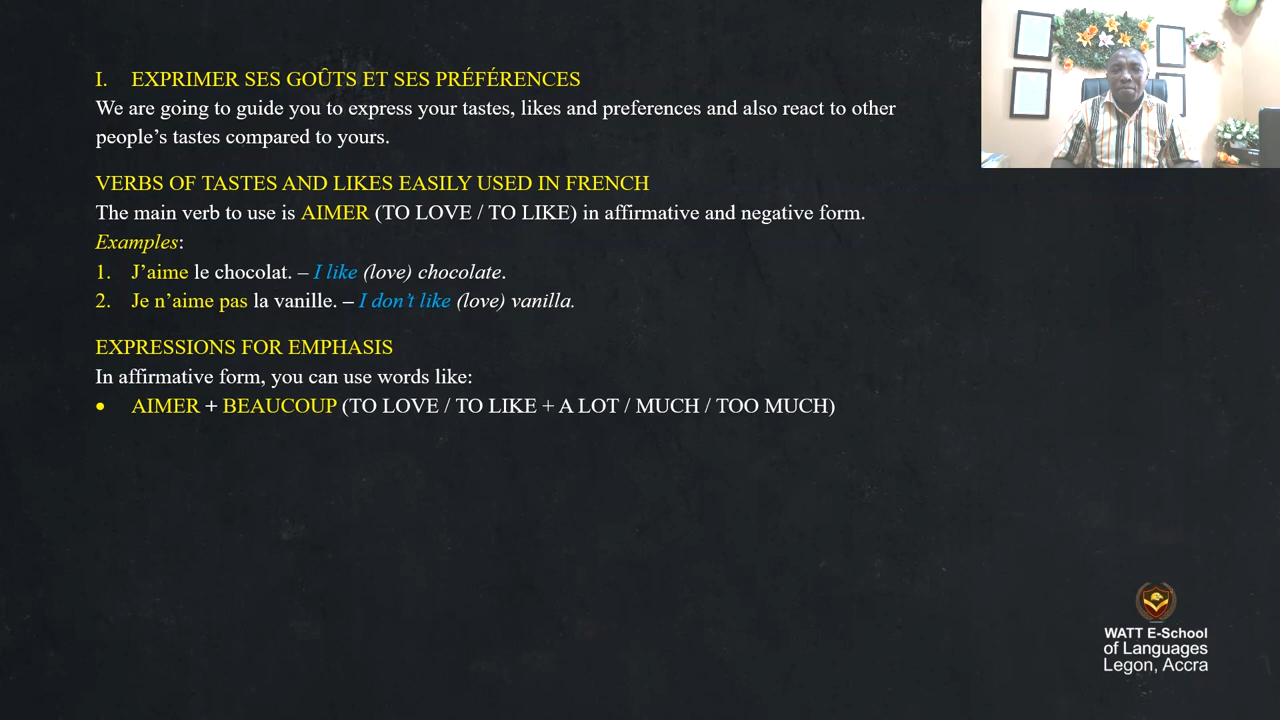 I. EXPRIMER SES GOÛTS ET SES PRÉFÉRENCES
We are going to guide you to express your tastes, likes and preferences and also react to other
people’s tastes compared to yours.
VERBS OF TASTES AND LIKES EASILY USED IN FRENCH
The main verb to use is AIMER (TO LOVE / TO LIKE) in affirmative and negative form.
Examples:
1. J’aime le chocolat. – I like (love) chocolate.
2. Je n’aime pas la vanille. – I don’t like (love) vanilla.
EXPRESSIONS FOR EMPHASIS
In affirmative form, you can use words like:
• AIMER + BEAUCOUP (TO LOVE / TO LIKE + A LOT / MUCH / TOO MUCH)
WATT E-School
of Languages
Legon, Accra